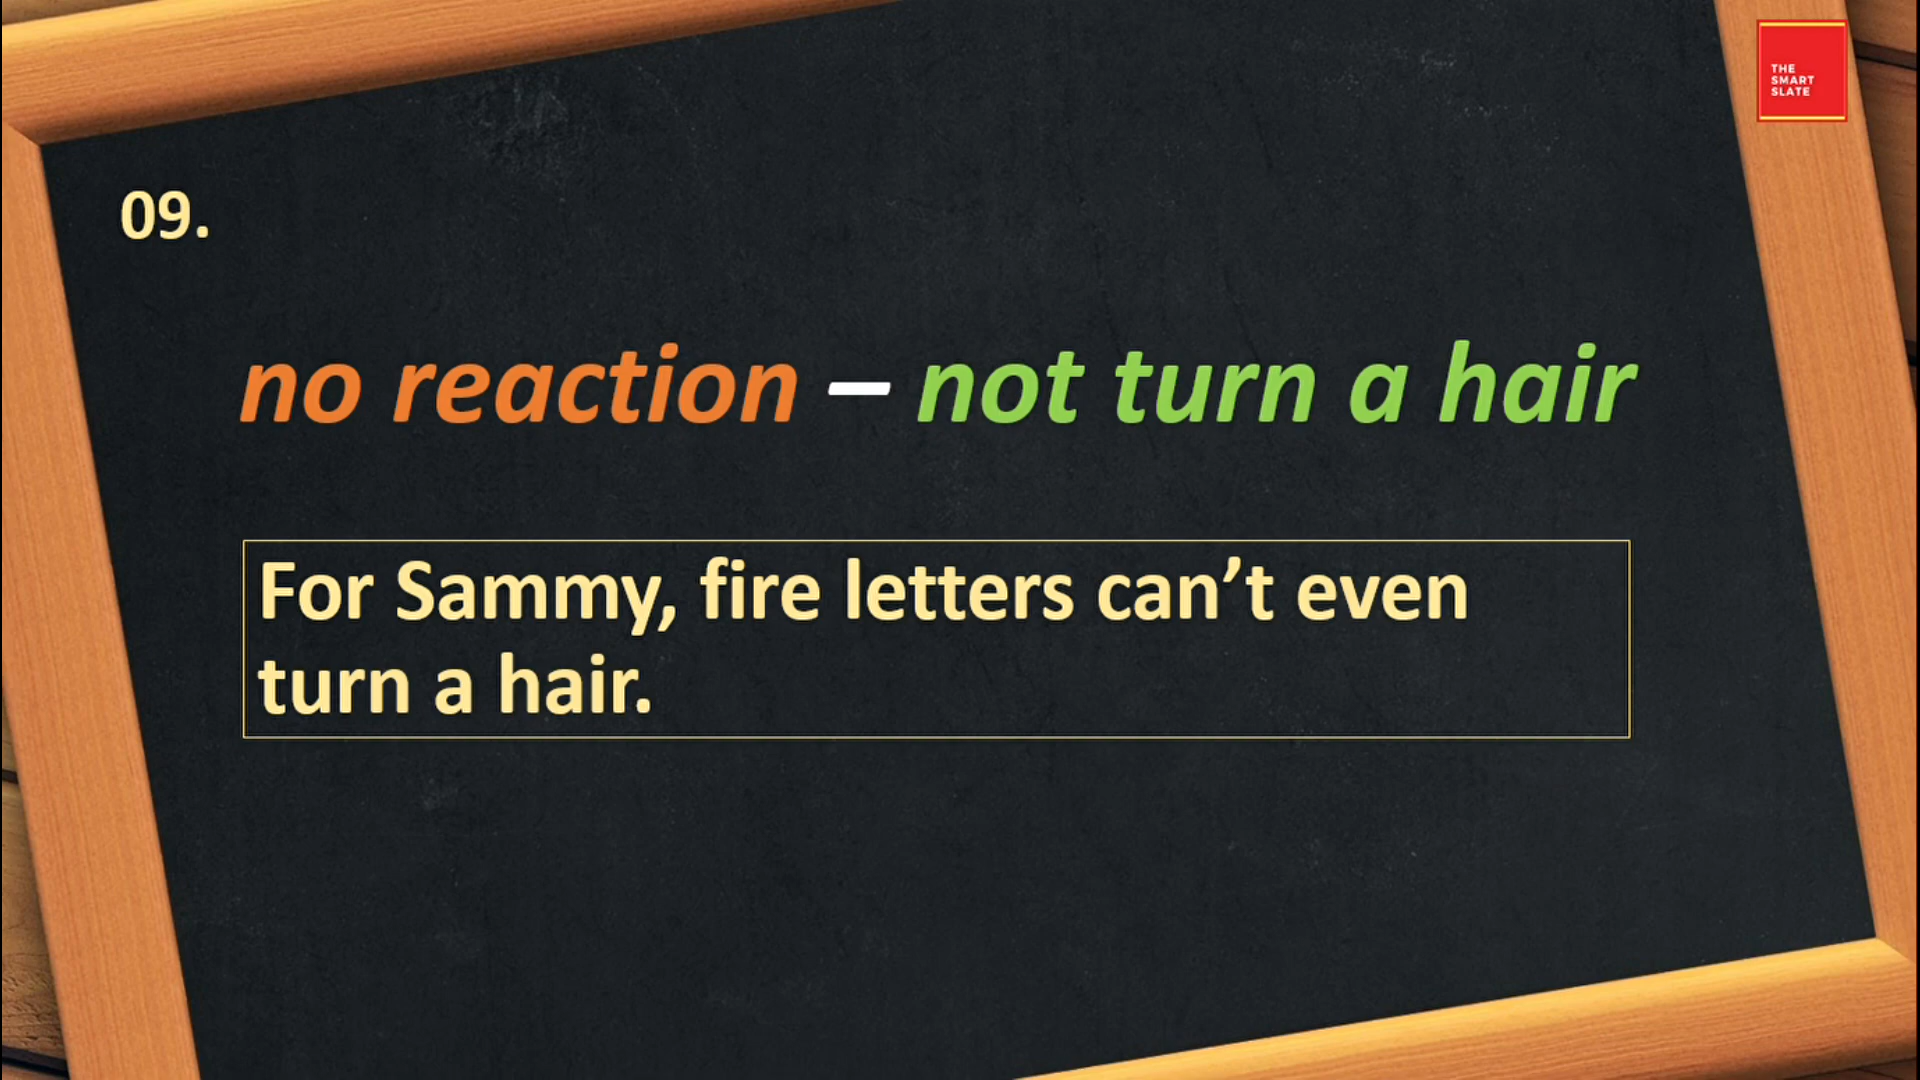 THE
SMART
SLATE
09.
no reaction – not turn a hair
For Sammy, fire letters can’t even
turn a hair.